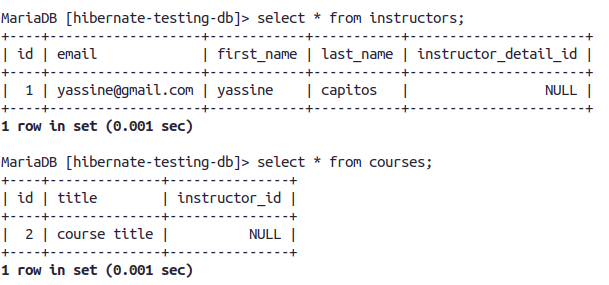 MariaDB [hibernate-testing-db]> select * from instructors;
+----+-------------------+------------+-----------+----------------------+
| id | email             | first_name | last_name | instructor_detail_id |
+----+-------------------+------------+-----------+----------------------+
|  1 | yassine@gmail.com | yassine    | capitos   |                 NULL |
+----+-------------------+------------+-----------+----------------------+
1 row in set (0.001 sec)
MariaDB [hibernate-testing-db]> select * from courses;
+----+--------------+---------------+
| id | title        | instructor_id |
+----+--------------+---------------+
|  2 | course title |          NULL |
+----+--------------+---------------+
1 row in set (0.001 sec)